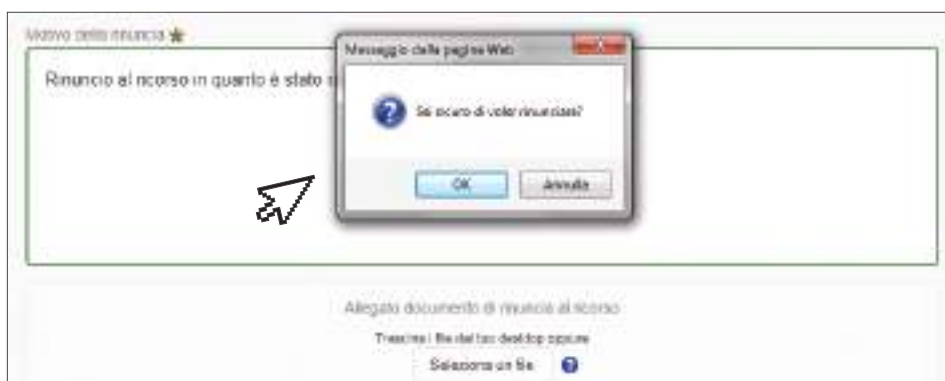 Motivo della rinuncia
Messaggio dalla pagina Web
Rinuncio al ricorso in quanto è stato
Sei sicuro di voler rinunciare?
OK Annulla
Allegato documento di rinuncia al ricorso
Trascina i file dal tuo desktop oppure
Seleziona un file